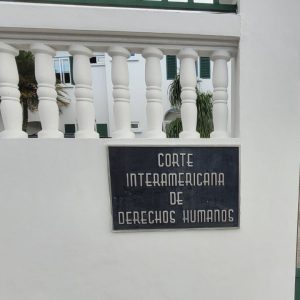 CORTE
INTERAMERICANA
DE
DERECHOS HUMANOS